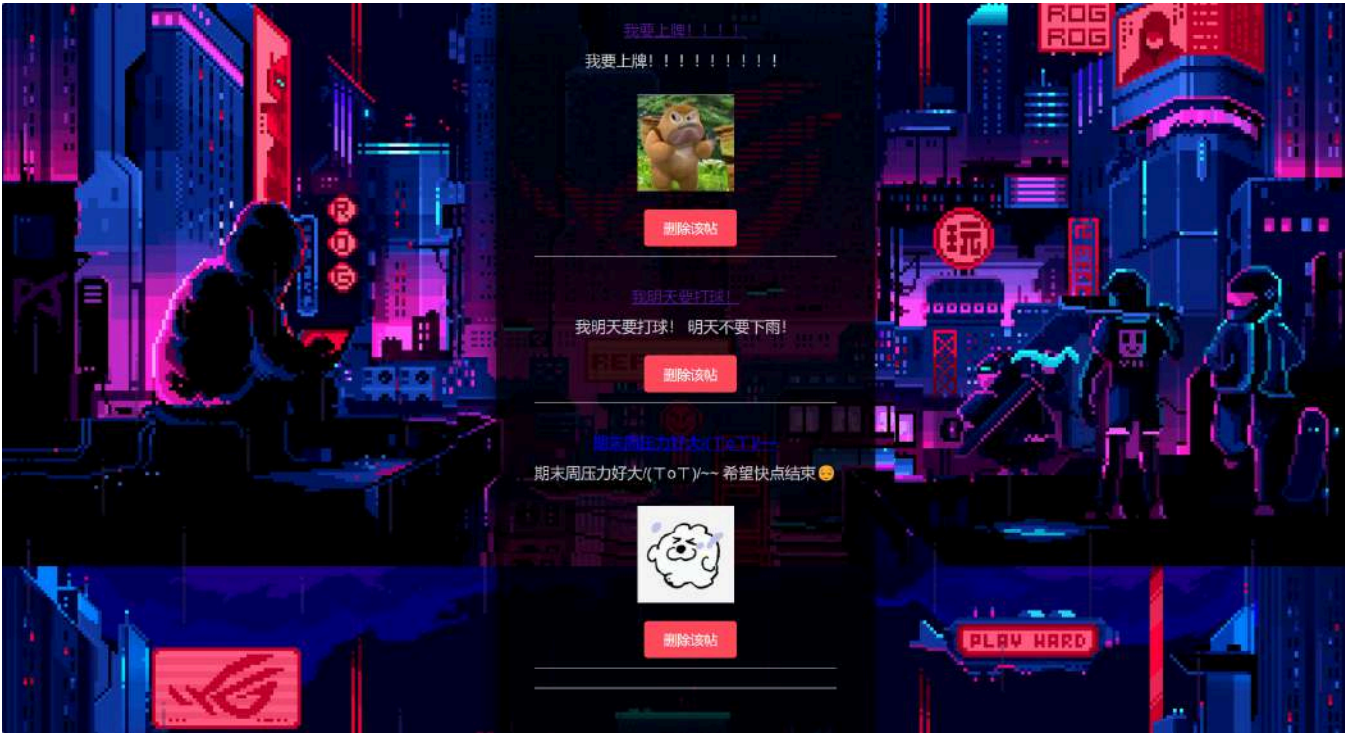 ROG
ROG
我要上牌！！！！
我要上牌！！！！！！！！！
删除该帖
R
O
G
玩
我明天要打球！
我明天要打球！ 明天不要下雨！
删除该帖
期末周压力好大/(ToT)/~~
期末周压力好大/(ToT)/~~ 希望快点结束😔
删除该帖
PLAY HARD